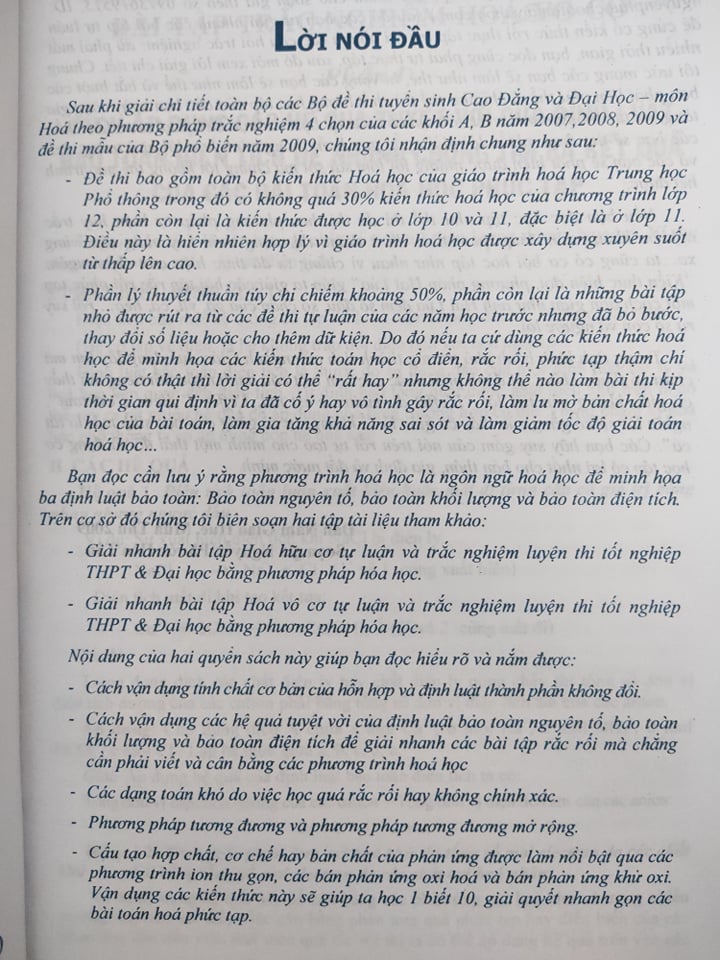 LỜI NÓI ĐẦU
Sau khi giải chi tiết toàn bộ các Bộ đề thi tuyển sinh Cao Đẳng và Đại Học – môn
Hoá theo phương pháp trắc nghiệm 4 chọn của các khối A, B năm 2007,2008, 2009 và
đề thi mẫu của Bộ phổ biến năm 2009, chúng tôi nhận định chung như sau:
- Đề thi bao gồm toàn bộ kiến thức Hoá học của giáo trình hoá học Trung học
Phổ thông trong đó có không quá 30% kiến thức hoá học của chương trình lớp
12, phần còn lại là kiến thức được học ở lớp 10 và 11, đặc biệt là ở lớp 11.
Điều này là hiển nhiên hợp lý vì giáo trình hoá học được xây dựng xuyên suốt
từ thấp lên cao.
- Phần lý thuyết thuần túy chỉ chiếm khoảng 50%, phần còn lại là những bài tập
nhỏ được rút ra từ các đề thi tự luận của các năm học trước nhưng đã bỏ bước,
thay đổi số liệu hoặc cho thêm dữ kiện. Do đó nếu ta cứ dùng các kiến thức hoá
học để minh họa các kiến thức toán học cổ điển, rắc rối, phức tạp thậm chí
không có thật thì lời giải có thể “rất hay” nhưng không thể nào làm bài thi kịp
thời gian qui định vì ta đã cố ý hay vô tình gây rắc rối, làm lu mờ bản chất hoá
học của bài toán, làm gia tăng khả năng sai sót và làm giảm tốc độ giải toán
hoá học...
Bạn đọc cần lưu ý rằng phương trình hoá học là ngôn ngữ hoá học để minh họa
ba định luật bảo toàn: Bảo toàn nguyên tố, bảo toàn khối lượng và bảo toàn điện tích.
Trên cơ sở đó chúng tôi biên soạn hai tập tài liệu tham khảo:
- Giải nhanh bài tập Hoá hữu cơ tự luận và trắc nghiệm luyện thi tốt nghiệp
THPT & Đại học bằng phương pháp hóa học.
- Giải nhanh bài tập Hoá vô cơ tự luận và trắc nghiệm luyện thi tốt nghiệp
THPT & Đại học bằng phương pháp hóa học.
Nội dung của hai quyển sách này giúp bạn đọc hiểu rõ và nắm được:
- Cách vận dụng tính chất cơ bản của hỗn hợp và định luật thành phần không đổi.
- Cách vận dụng các hệ quả tuyệt vời của định luật bảo toàn nguyên tố, bảo toàn
khối lượng và bảo toàn điện tích để giải nhanh các bài tập rắc rối mà chẳng
cần phải viết và cân bằng các phương trình hoá học
- Các dạng toán khó do việc học quá rắc rối hay không chính xác.
- Phương pháp tương đương và phương pháp tương đương mở rộng.
- Cấu tạo hợp chất, cơ chế hay bản chất của phản ứng được làm nổi bật qua các
phương trình ion thu gọn, các bán phản ứng oxi hoá và bán phản ứng khử oxi.
Vận dụng các kiến thức này sẽ giúp ta học 1 biết 10, giải quyết nhanh gọn các
bài toán hoá phức tạp.